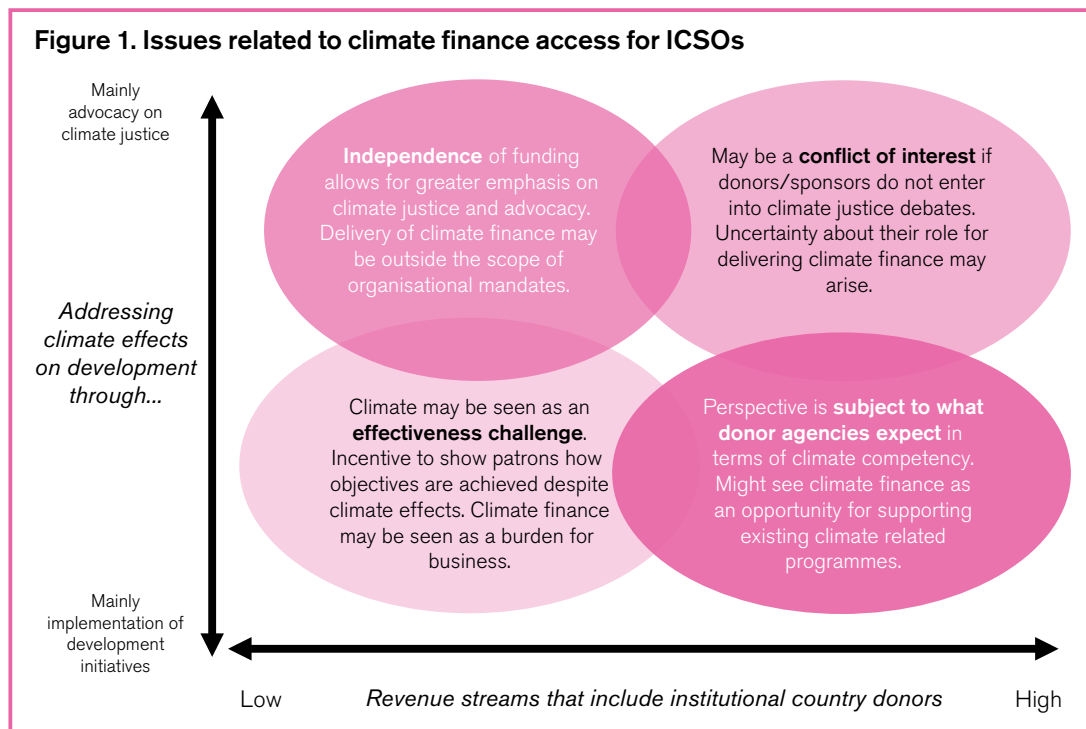 Figure 1. Issues related to climate finance access for ICSOs
Mainly
advocacy on
climate justice
Independence of funding
allows for greater emphasis on
climate justice and advocacy.
Delivery of climate finance may
be outside the scope of
organisational mandates.
May be a conflict of interest if
donors/sponsors do not enter
into climate justice debates.
Uncertainty about their role for
delivering climate finance may
arise.
Addressing
climate effects
on development
through...
Climate may be seen as an
effectiveness challenge.
Incentive to show patrons how
objectives are achieved despite
climate effects. Climate finance
may be seen as a burden for
business.
Perspective is subject to what
donor agencies expect in
terms of climate competency.
Might see climate finance as
an opportunity for supporting
existing climate related
programmes.
Mainly
implementation of
development
initiatives
Low
Revenue streams that include institutional country donors
High